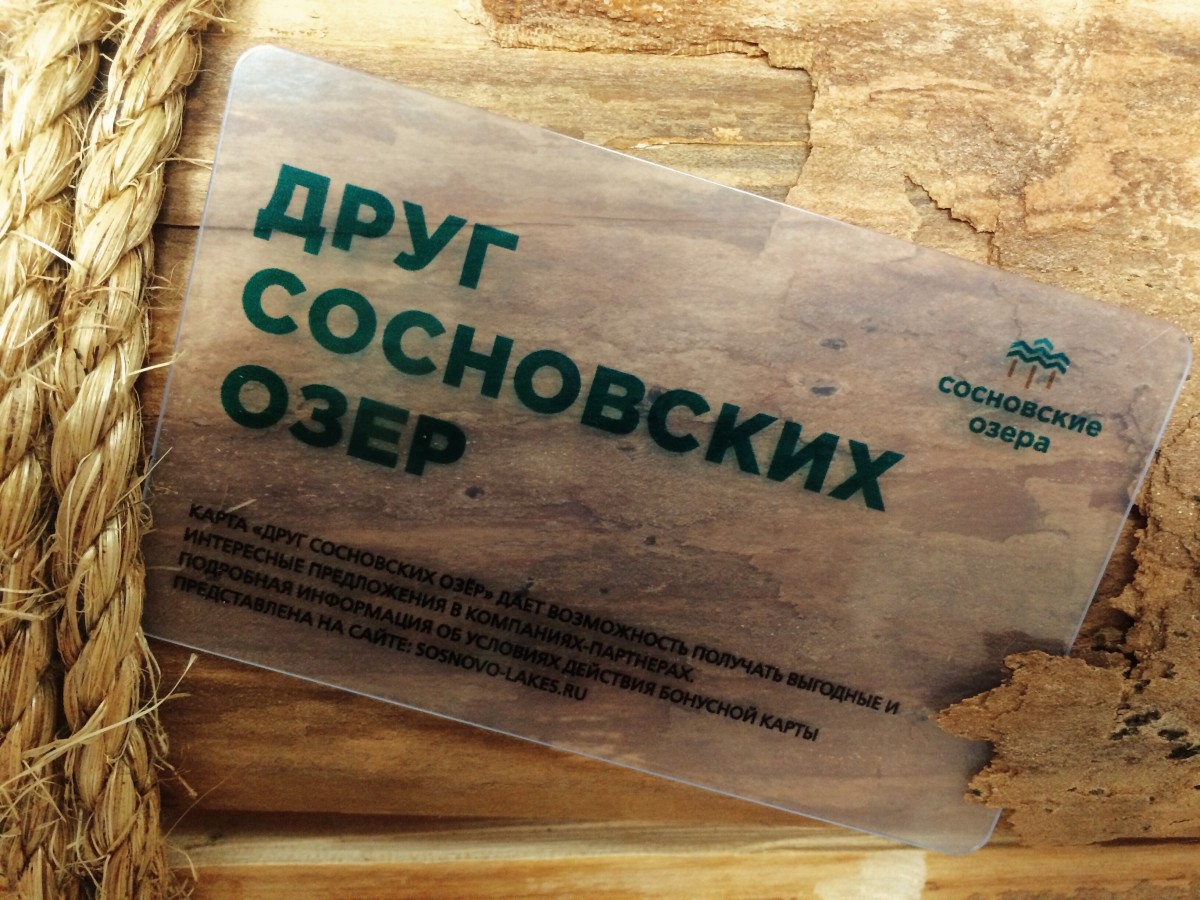 ДРУГ
СОСНОВСКИХ
ОЗЕР
сосновские
озера
КАРТА «ДРУГ СОСНОВСКИХ ОЗЁР» ДАЕТ ВОЗМОЖНОСТЬ ПОЛУЧАТЬ ВЫГОДНЫЕ И
ИНТЕРЕСНЫЕ ПРЕДЛОЖЕНИЯ В КОМПАНИЯХ-ПАРТНЕРАХ.
ПОДРОБНАЯ ИНФОРМАЦИЯ ОБ УСЛОВИЯХ ДЕЙСТВИЯ БОНУСНОЙ КАРТЫ
ПРЕДСТАВЛЕНА НА САЙТЕ: SOSNOVO-LAKES.RU